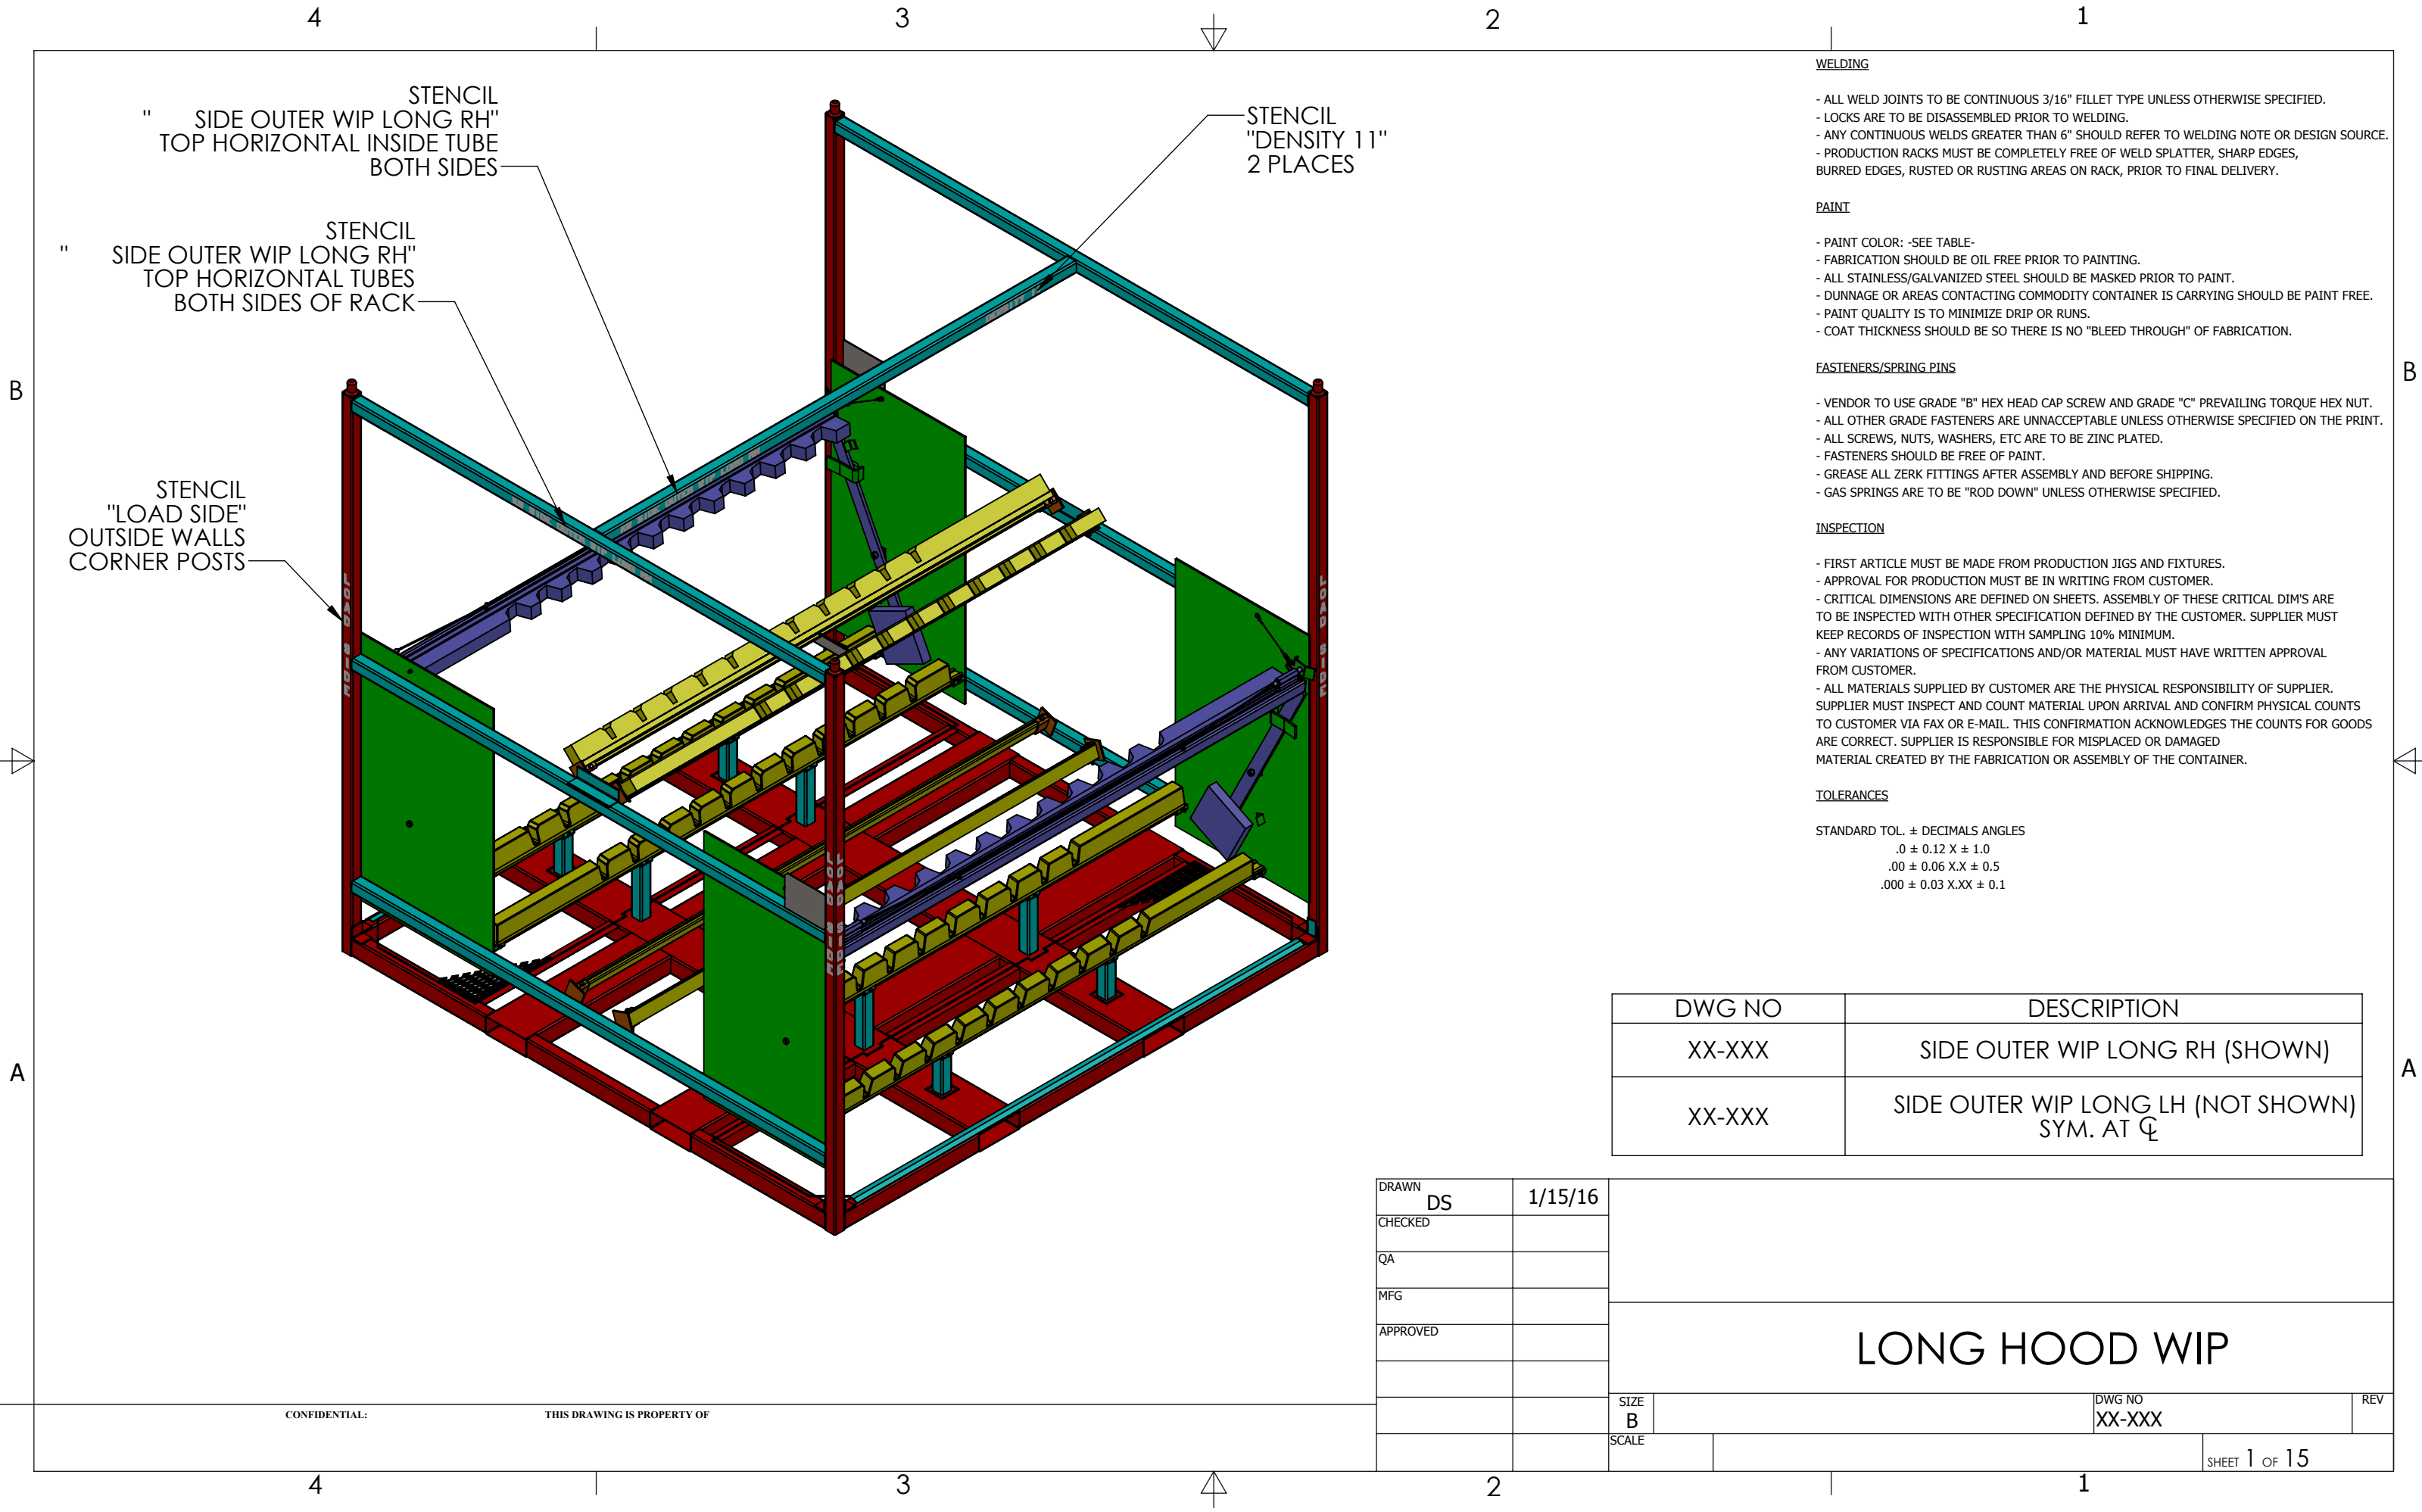 4 3 2 1
STENCIL
" SIDE OUTER WIP LONG RH"
TOP HORIZONTAL INSIDE TUBE
BOTH SIDES
STENCIL
" SIDE OUTER WIP LONG RH"
TOP HORIZONTAL TUBES
BOTH SIDES OF RACK
STENCIL
"LOAD SIDE"
OUTSIDE WALLS
CORNER POSTS
STENCIL
"DENSITY 11"
2 PLACES
LOAD SIDE
LOAD SIDE
LOAD SIDE
LOAD SIDE
B
B
A
A
WELDING
- ALL WELD JOINTS TO BE CONTINUOUS 3/16" FILLET TYPE UNLESS OTHERWISE SPECIFIED.
- LOCKS ARE TO BE DISASSEMBLED PRIOR TO WELDING.
- ANY CONTINUOUS WELDS GREATER THAN 6" SHOULD REFER TO WELDING NOTE OR DESIGN SOURCE.
- PRODUCTION RACKS MUST BE COMPLETELY FREE OF WELD SPLATTER, SHARP EDGES,
BURRED EDGES, RUSTED OR RUSTING AREAS ON RACK, PRIOR TO FINAL DELIVERY.
PAINT
- PAINT COLOR: -SEE TABLE-
- FABRICATION SHOULD BE OIL FREE PRIOR TO PAINTING.
- ALL STAINLESS/GALVANIZED STEEL SHOULD BE MASKED PRIOR TO PAINT.
- DUNNAGE OR AREAS CONTACTING COMMODITY CONTAINER IS CARRYING SHOULD BE PAINT FREE.
- PAINT QUALITY IS TO MINIMIZE DRIP OR RUNS.
- COAT THICKNESS SHOULD BE SO THERE IS NO "BLEED THROUGH" OF FABRICATION.
FASTENERS/SPRING PINS
- VENDOR TO USE GRADE "B" HEX HEAD CAP SCREW AND GRADE "C" PREVAILING TORQUE HEX NUT.
- ALL OTHER GRADE FASTENERS ARE UNNACCEPTABLE UNLESS OTHERWISE SPECIFIED ON THE PRINT.
- ALL SCREWS, NUTS, WASHERS, ETC ARE TO BE ZINC PLATED.
- FASTENERS SHOULD BE FREE OF PAINT.
- GREASE ALL ZERK FITTINGS AFTER ASSEMBLY AND BEFORE SHIPPING.
- GAS SPRINGS ARE TO BE "ROD DOWN" UNLESS OTHERWISE SPECIFIED.
INSPECTION
- FIRST ARTICLE MUST BE MADE FROM PRODUCTION JIGS AND FIXTURES.
- APPROVAL FOR PRODUCTION MUST BE IN WRITING FROM CUSTOMER.
- CRITICAL DIMENSIONS ARE DEFINED ON SHEETS. ASSEMBLY OF THESE CRITICAL DIM'S ARE
TO BE INSPECTED WITH OTHER SPECIFICATION DEFINED BY THE CUSTOMER. SUPPLIER MUST
KEEP RECORDS OF INSPECTION WITH SAMPLING 10% MINIMUM.
- ANY VARIATIONS OF SPECIFICATIONS AND/OR MATERIAL MUST HAVE WRITTEN APPROVAL
FROM CUSTOMER.
- ALL MATERIALS SUPPLIED BY CUSTOMER ARE THE PHYSICAL RESPONSIBILITY OF SUPPLIER.
SUPPLIER MUST INSPECT AND COUNT MATERIAL UPON ARRIVAL AND CONFIRM PHYSICAL COUNTS
TO CUSTOMER VIA FAX OR E-MAIL. THIS CONFIRMATION ACKNOWLEDGES THE COUNTS FOR GOODS
ARE CORRECT. SUPPLIER IS RESPONSIBLE FOR MISPLACED OR DAMAGED
MATERIAL CREATED BY THE FABRICATION OR ASSEMBLY OF THE CONTAINER.
TOLERANCES
STANDARD TOL. ± DECIMALS ANGLES
.0 ± 0.12 X ± 1.0
.00 ± 0.06 X.X ± 0.5
.000 ± 0.03 X.XX ± 0.1
DWG NO DESCRIPTION
XX-XXX SIDE OUTER WIP LONG RH (SHOWN)
XX-XXX SIDE OUTER WIP LONG LH (NOT SHOWN)
SYM. AT ℄
DRAWN DS 1/15/16
CHECKED
QA
MFG
APPROVED
LONG HOOD WIP
SIZE B
DWG NO XX-XXX
REV
SCALE
SHEET 1 OF 15
CONFIDENTIAL: THIS DRAWING IS PROPERTY OF
4 3 2 1